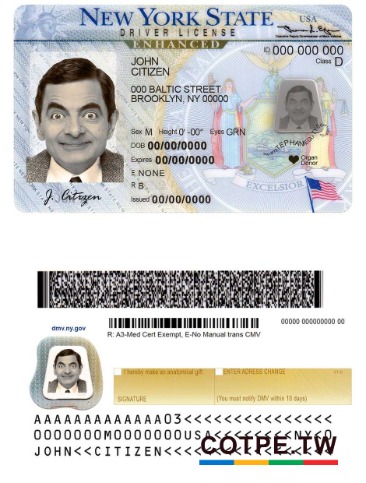 NEW YORK STATE
USA
DRIVER LICENSE
ENHANCED
ID 000 000 000
Class D
JOHN
CITIZEN
000 BALTIC STREET
BROOKLYN, NY 00000
Sex M Height 0'-00" Eyes GRN
DOB 00/00/0000
Expires 00/00/0000
E NONE
R B
Issued 00/00/0000
Organ
Donor
EXCELSIOR
J. Citizen
dmv.ny.gov
00000 000000000 00
R: A3-Med Cert Exempt, E-No Manual trans CMV
I hereby make an anatomical gift
ENTER ADRESS CHANGE
SIGNATURE
(You must notify DMV within 10 days)
JOHN<<CITIZEN<<<<
COTPE.TW